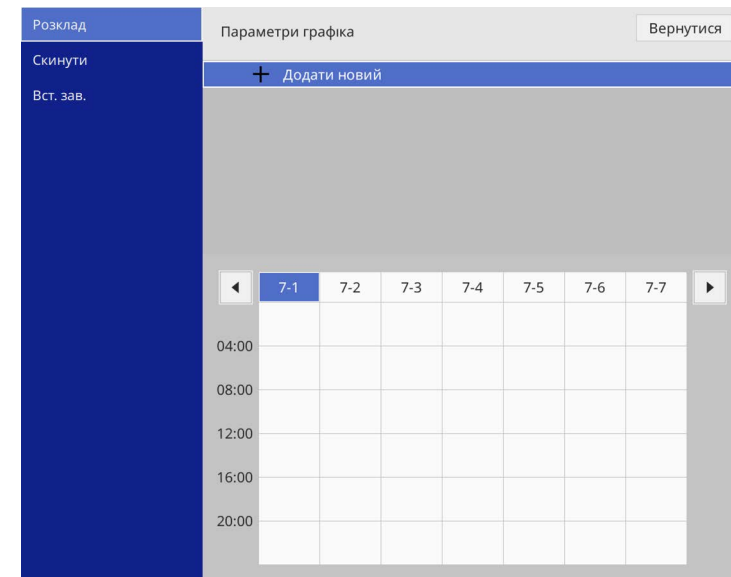 Розклад
Скинути
Вст. зав.
Параметри графіка
Вернутися
+ Додати новий
7-1 7-2 7-3 7-4 7-5 7-6 7-7
04:00
08:00
12:00
16:00
20:00